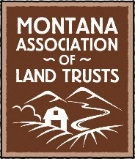 MONTANA
ASSOCIATION
~ OF ~
LAND TRUSTS